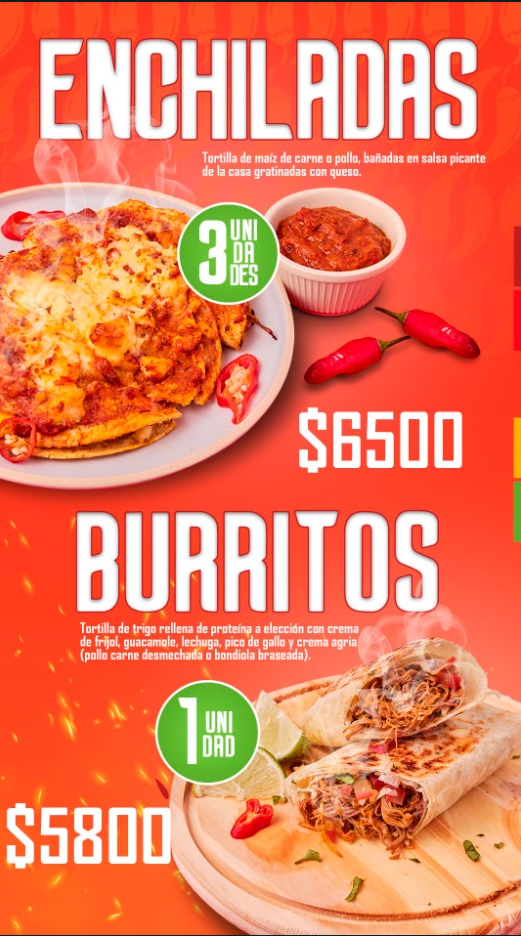 ENCHILADAS
Tortilla de maíz de carne o pollo, bañadas en salsa picante
de la casa gratinadas con queso.
3 UNI
DA
DES
$6500
BURRITOS
Tortilla de trigo rellena de proteína a elección con crema
de frijol, guacamole, lechuga, pico de gallo y crema agria
(pollo carne desmechada o bondiola braseada).
1 UNI
DAD
$5800